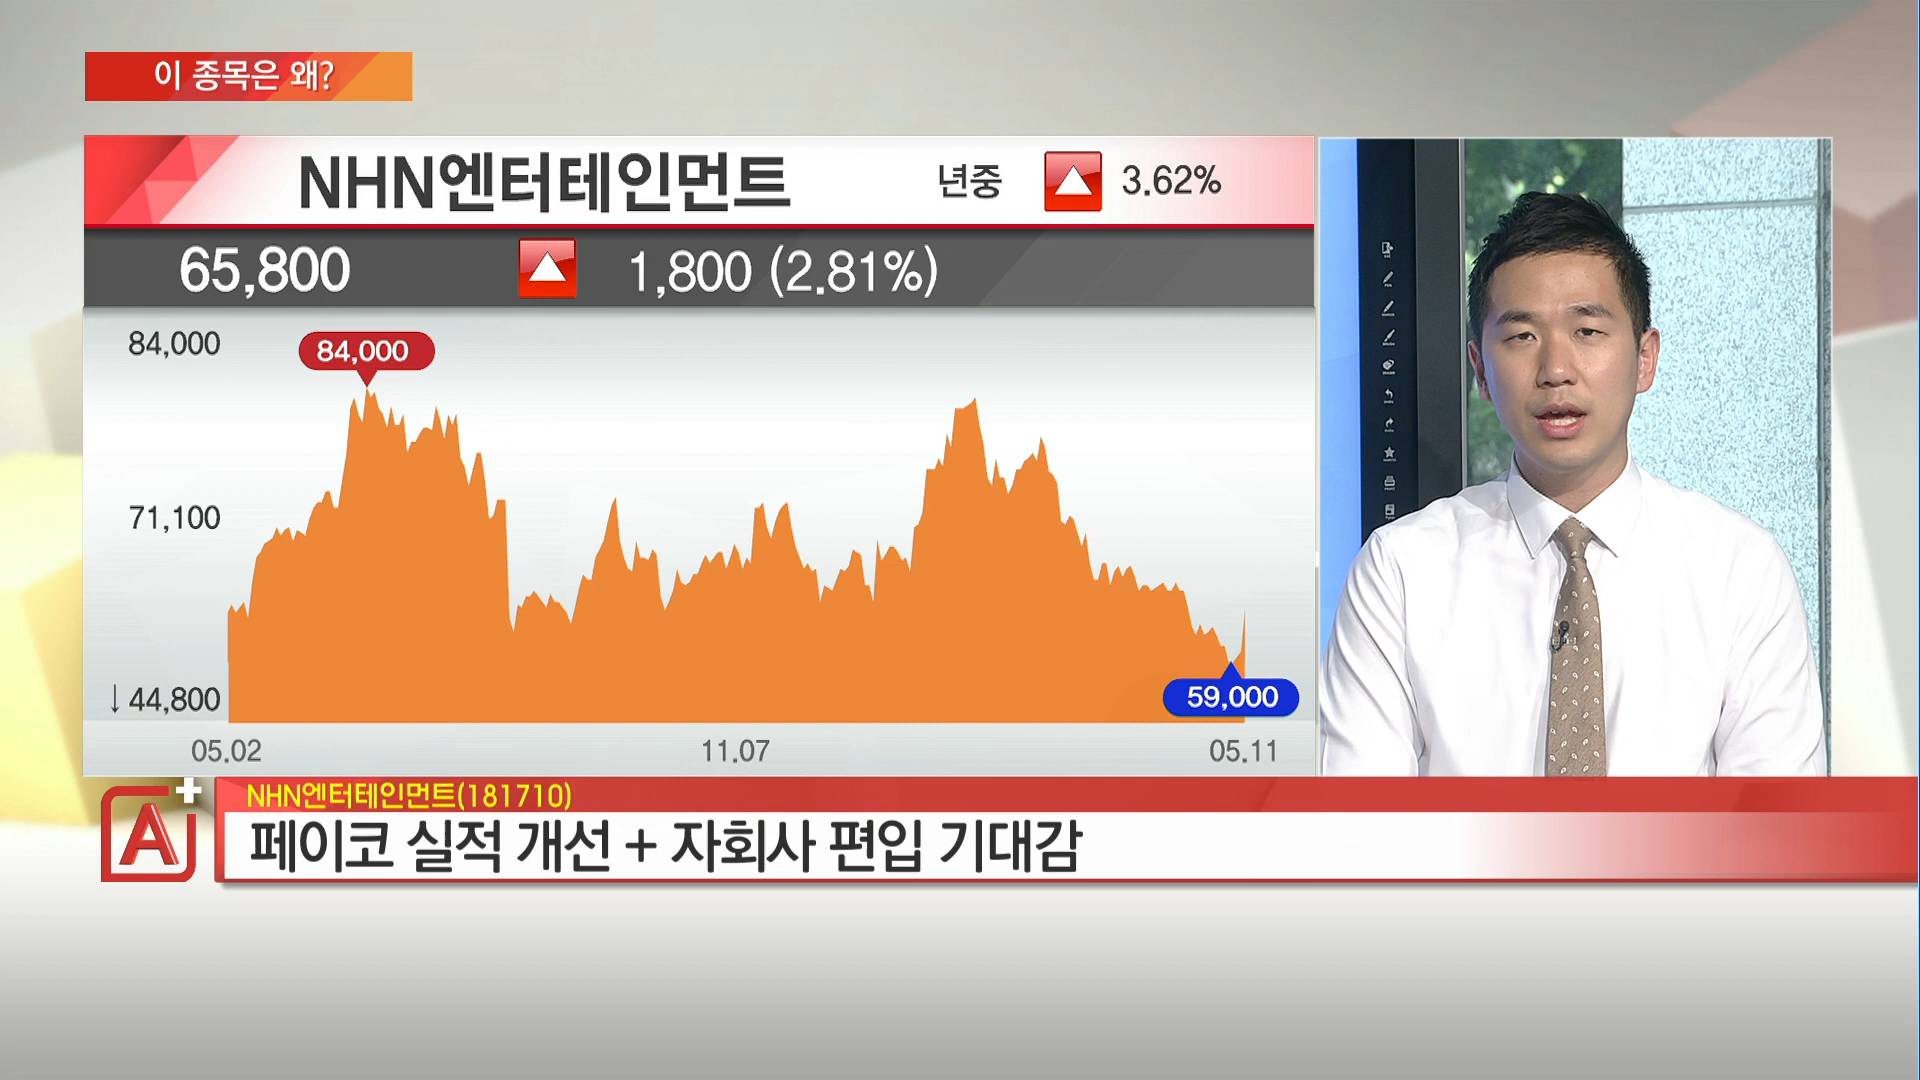 이 종목은 왜?
NHN엔터테인먼트 년중 3.62%
65,800 1,800 (2.81%)
84,000
84,000
71,100
↓44,800
59,000
05.02 11.07 05.11
A+
NHN엔터테인먼트(181710)
페이코 실적 개선 + 자회사 편입 기대감